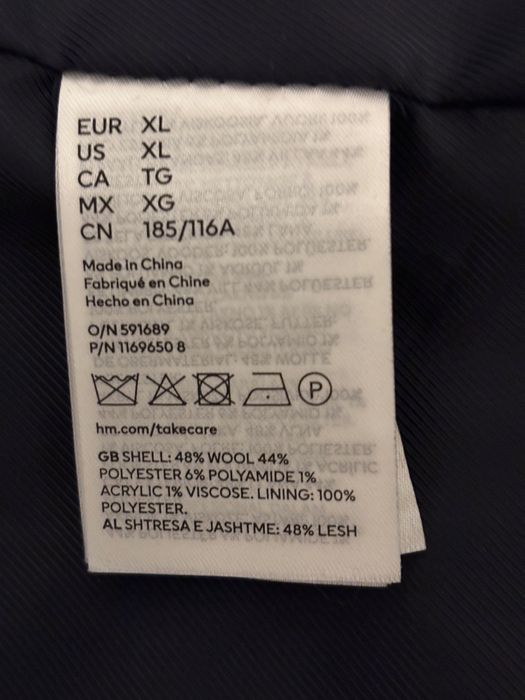 EUR XL
US XL
CA TG
MX XG
CN 185/116A
Made in China
Fabriqué en Chine
Hecho en China
O/N 591689
P/N 1169650 8
P
hm.com/takecare
GB SHELL: 48% WOOL 44%
POLYESTER 6% POLYAMIDE 1%
ACRYLIC 1% VISCOSE. LINING: 100%
POLYESTER.
AL SHTRESA E JASHTME: 48% LESH